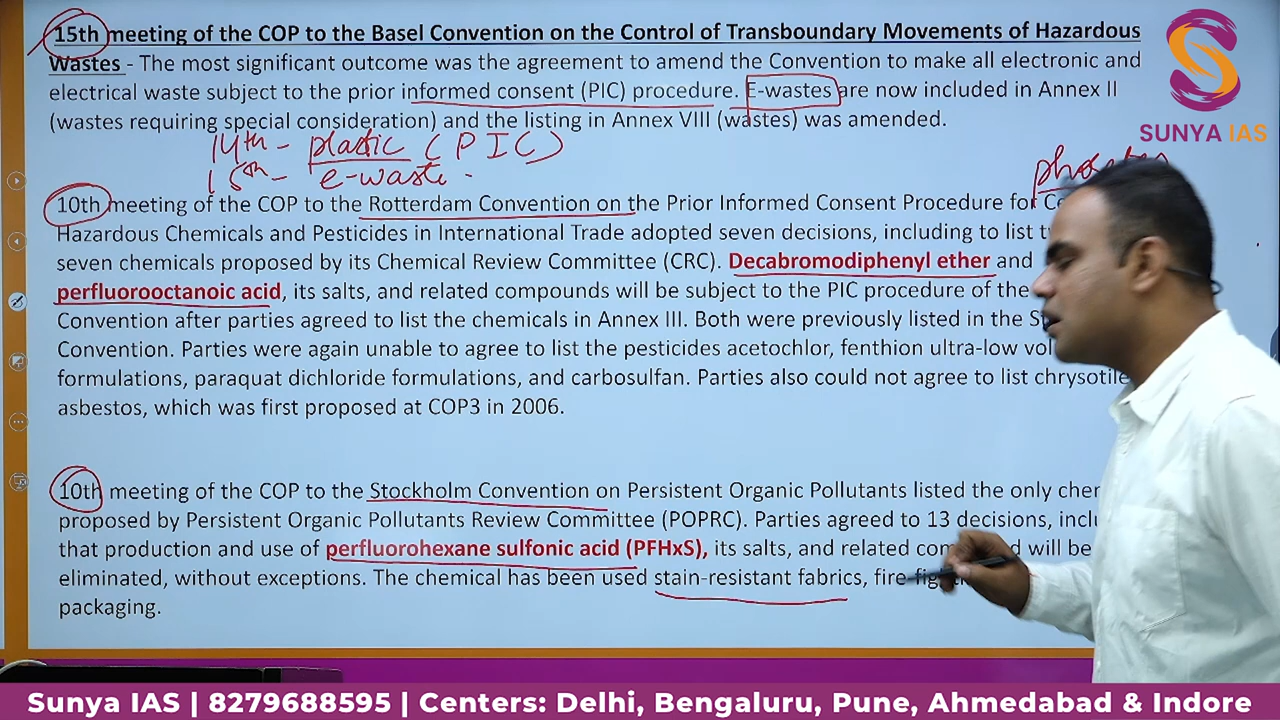 15th meeting of the COP to the Basel Convention on the Control of Transboundary Movements of Hazardous
Wastes - The most significant outcome was the agreement to amend the Convention to make all electronic and
electrical waste subject to the prior informed consent (PIC) procedure. E-wastes are now included in Annex II
(wastes requiring special consideration) and the listing in Annex VIII (wastes) was amended.
SUNYA IAS
14th - plastic (PIC)
15th - e-waste.
10th meeting of the COP to the Rotterdam Convention on the Prior Informed Consent Procedure for
Hazardous Chemicals and Pesticides in International Trade adopted seven decisions, including to list
seven chemicals proposed by its Chemical Review Committee (CRC). Decabromodiphenyl ether and
perfluorooctanoic acid, its salts, and related compounds will be subject to the PIC procedure of the
Convention after parties agreed to list the chemicals in Annex III. Both were previously listed in the
Convention. Parties were again unable to agree to list the pesticides acetochlor, fenthion ultra-low
formulations, paraquat dichloride formulations, and carbosulfan. Parties also could not agree to list chrysotile
asbestos, which was first proposed at COP3 in 2006.
10th meeting of the COP to the Stockholm Convention on Persistent Organic Pollutants listed the only
proposed by Persistent Organic Pollutants Review Committee (POPRC). Parties agreed to 13 decisions,
that production and use of perfluorohexane sulfonic acid (PFHxS), its salts, and related will be
eliminated, without exceptions. The chemical has been used stain-resistant fabrics,
packaging.
Sunya IAS | 8279688595 | Centers: Delhi, Bengaluru, Pune, Ahmedabad & Indore